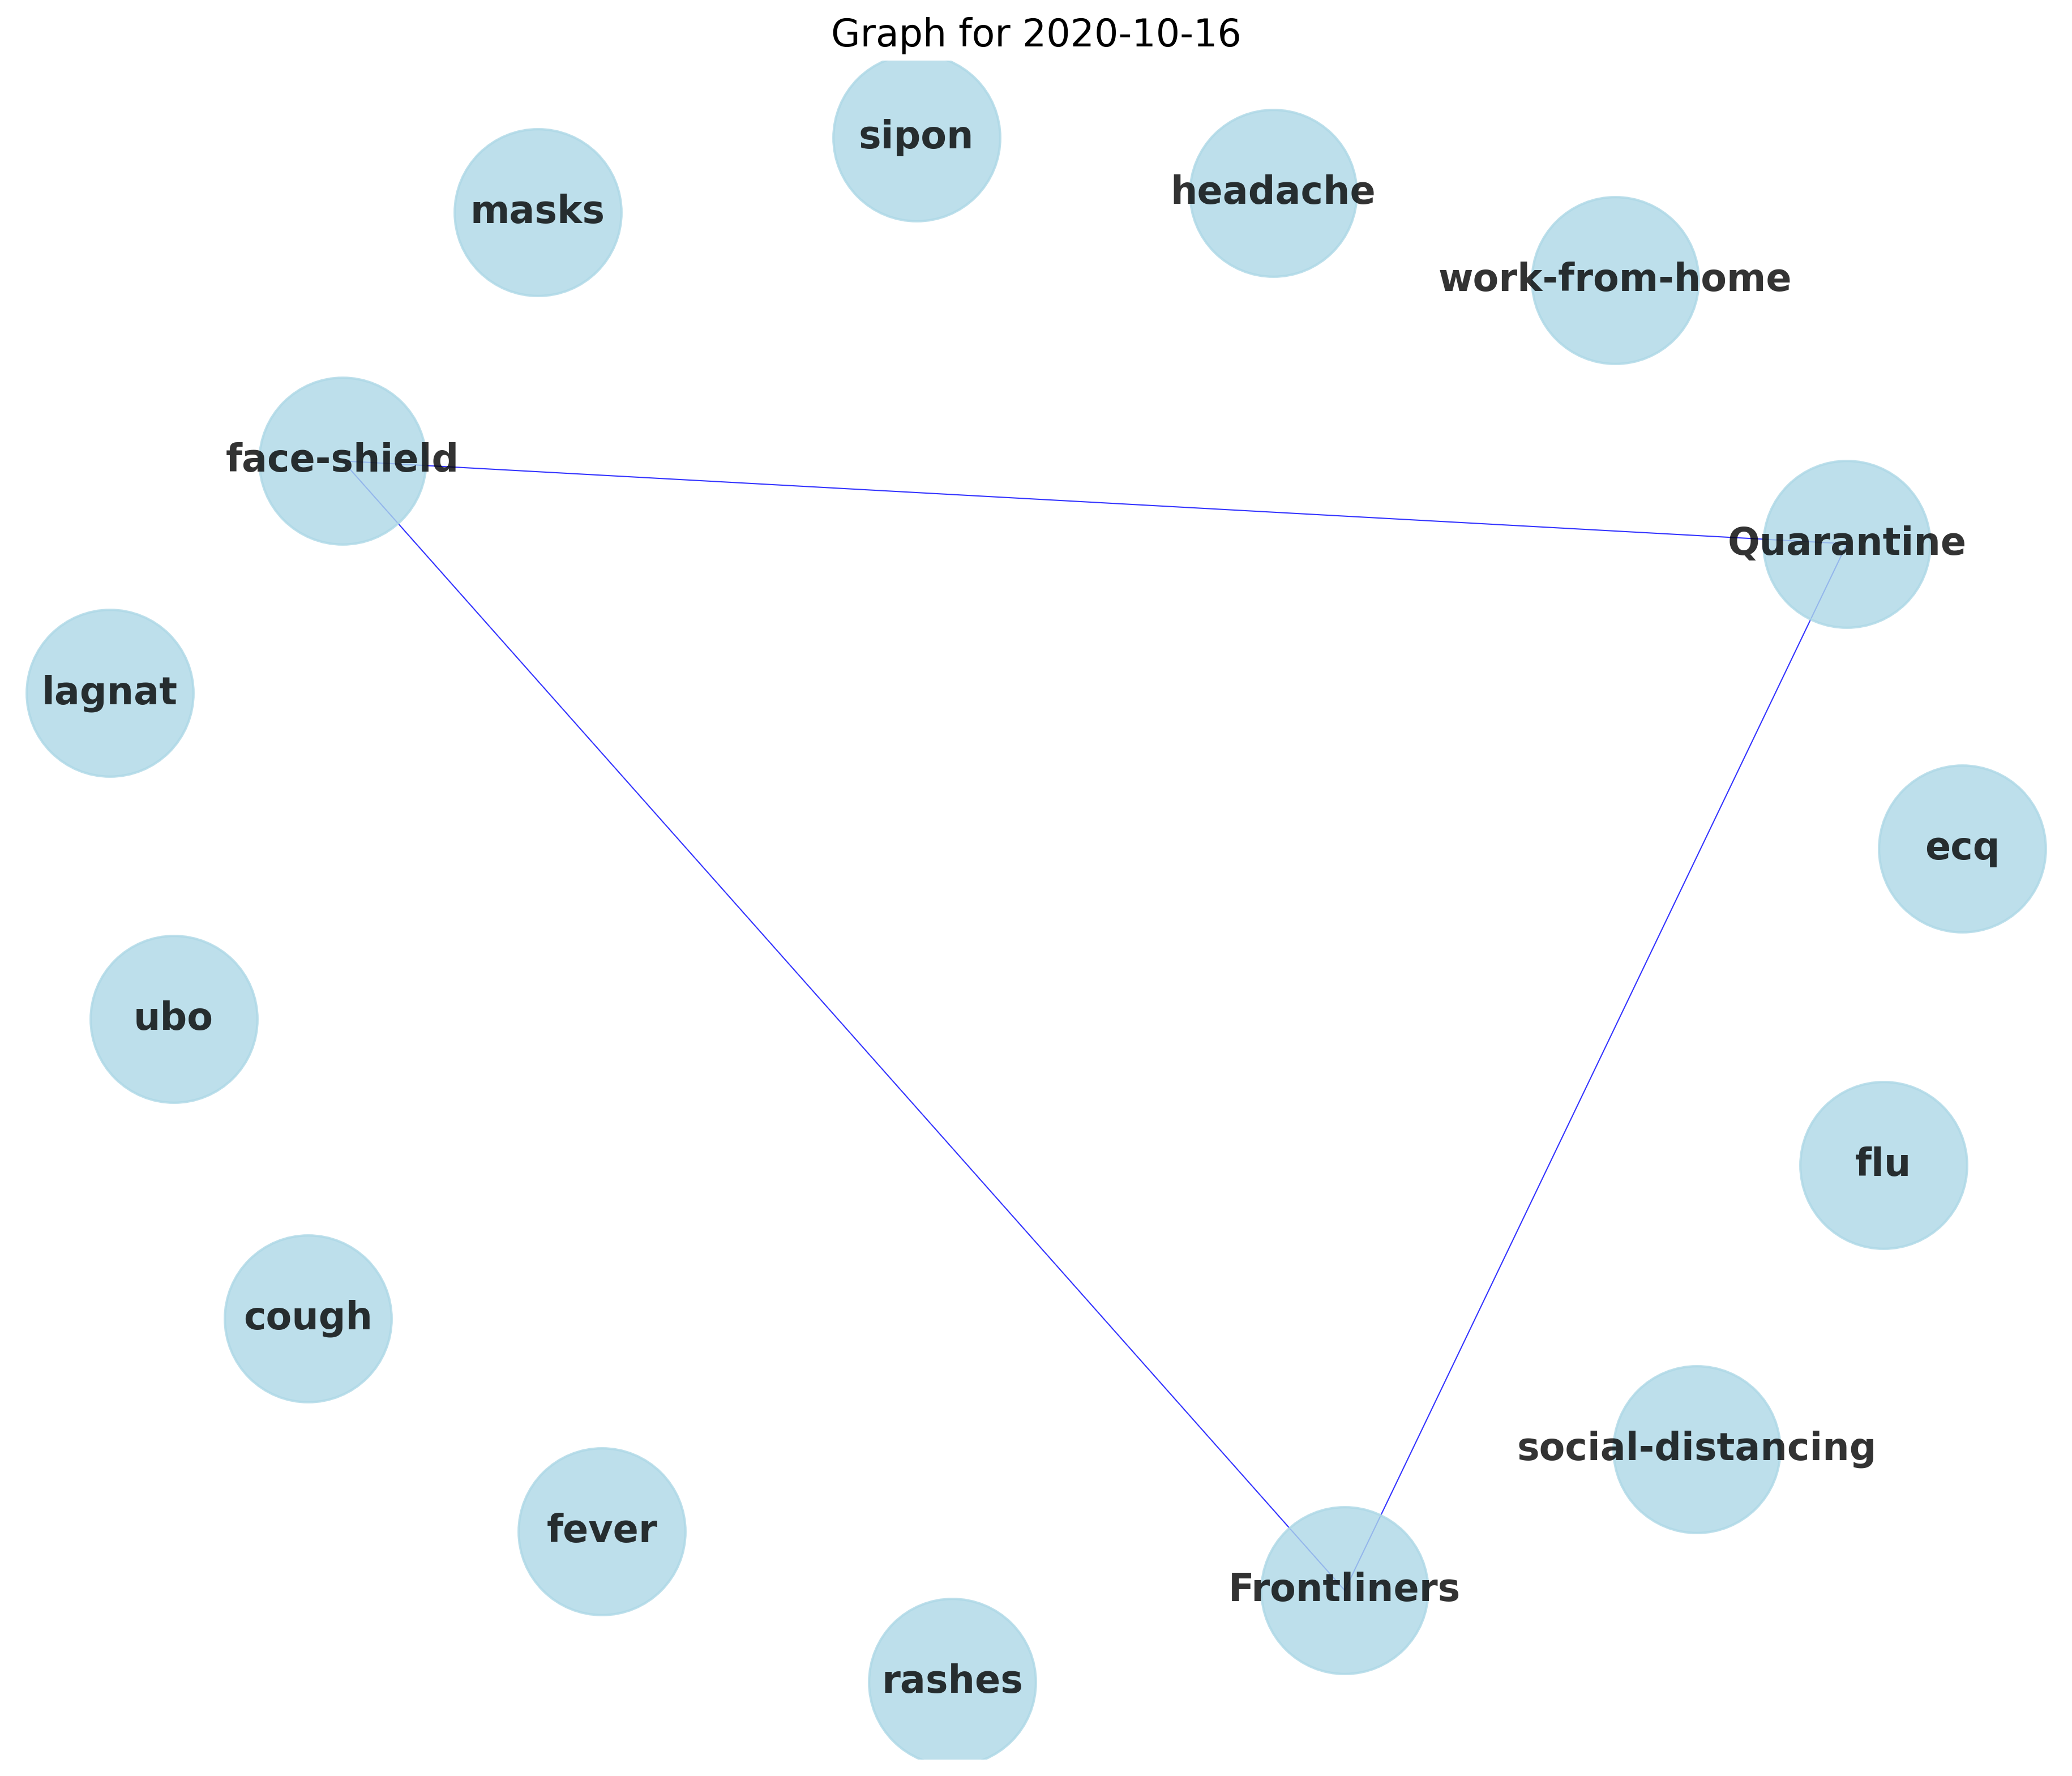 Graph for 2020-10-16
sipon
headache
masks
work-from-home
face-shield
Quarantine
lagnat
ecq
ubo
flu
cough
social-distancing
fever
Frontliners
rashes